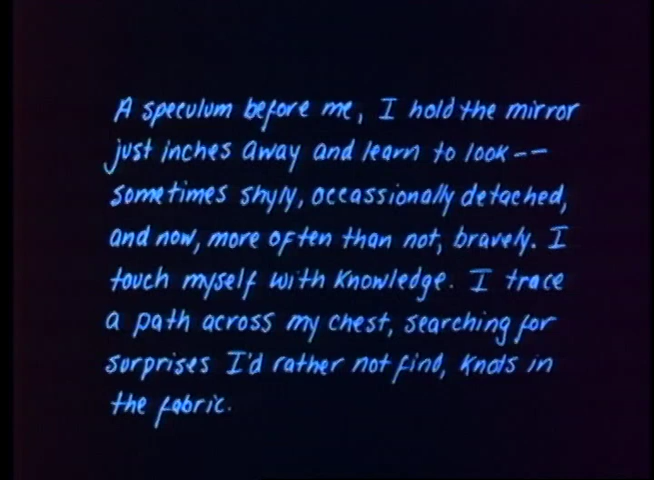 A speculum before me, I hold the mirror
just inches away and learn to look--
sometimes shyly, occassionally detached,
and now, more often than not, bravely. I
touch myself with knowledge. I trace
a path across my chest, searching for
surprises I'd rather not find, knots in
the fabric.